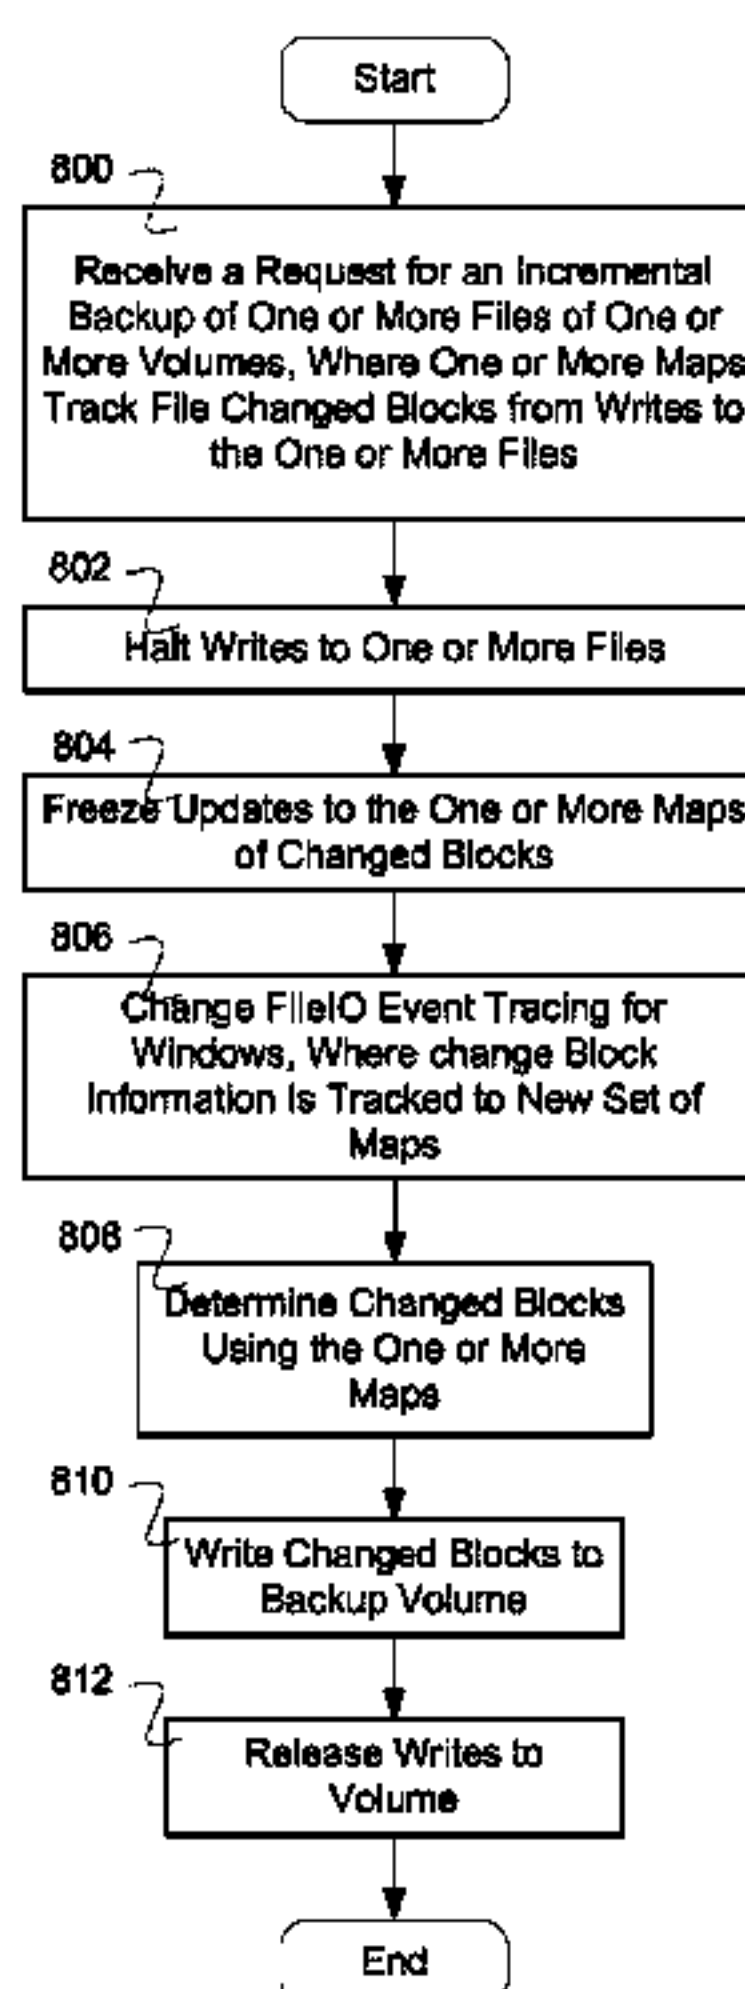 Start
800
Receive a Request for an Incremental
Backup of One or More Files of One or
More Volumes, Where One or More Maps
Track File Changed Blocks from Writes to
the One or More Files
802
Halt Writes to One or More Files
804
Freeze Updates to the One or More Maps
of Changed Blocks
806
Change FileIO Event Tracing for
Windows, Where change Block
Information Is Tracked to New Set of
Maps
808
Determine Changed Blocks
Using the One or More
Maps
810
Write Changed Blocks to
Backup Volume
812
Release Writes to
Volume
End